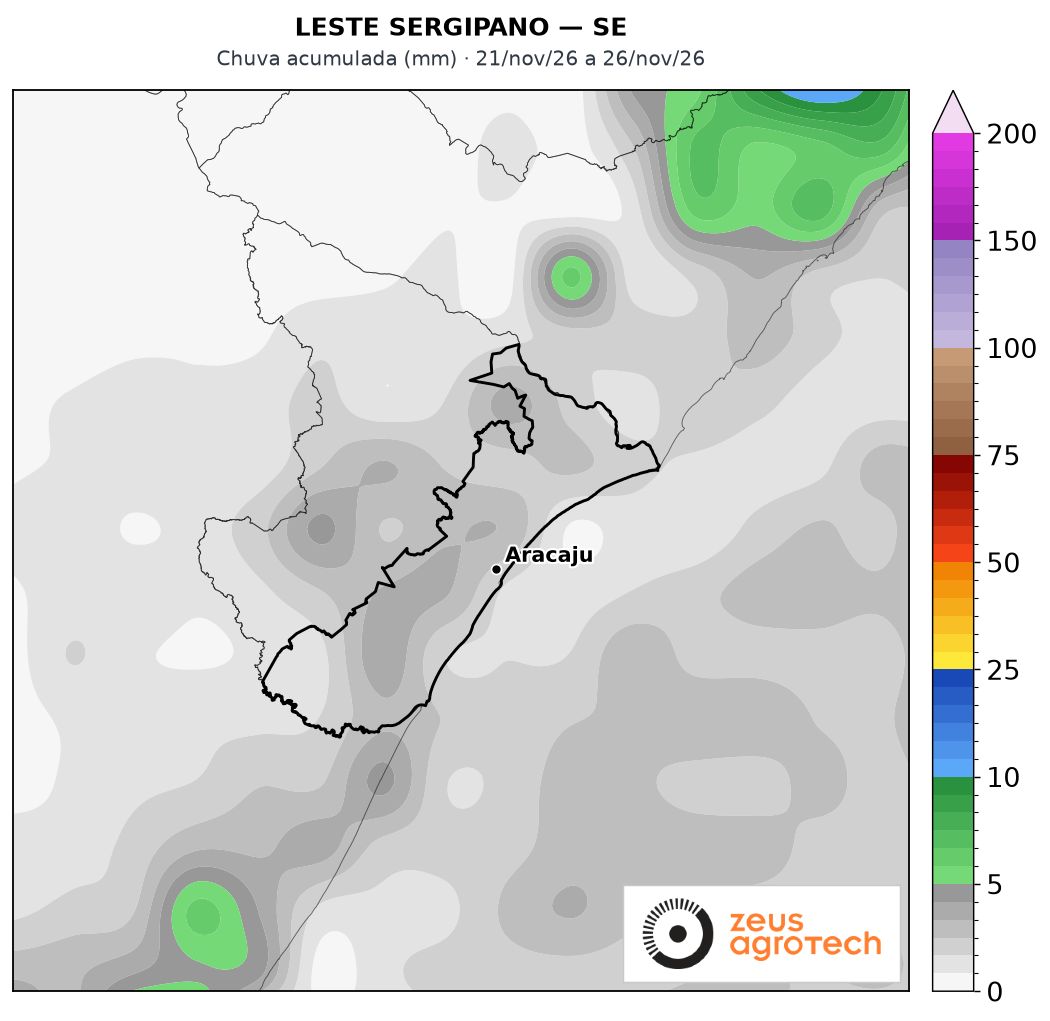 LESTE SERGIPANO — SE
Chuva acumulada (mm) · 21/nov/26 a 26/nov/26
200
150
100
75
50
25
10
5
0
Aracaju
zeus
agrotech